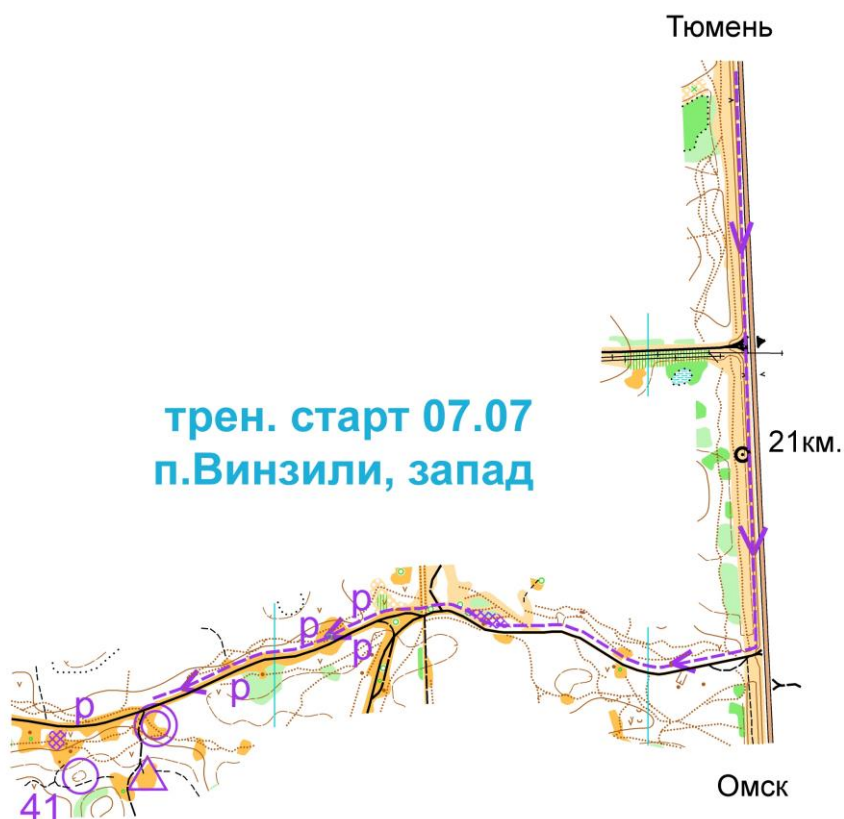 Тюмень
трен. старт 07.07
п.Винзили, запад
21км.
р
р
р
р
р
41
Омск